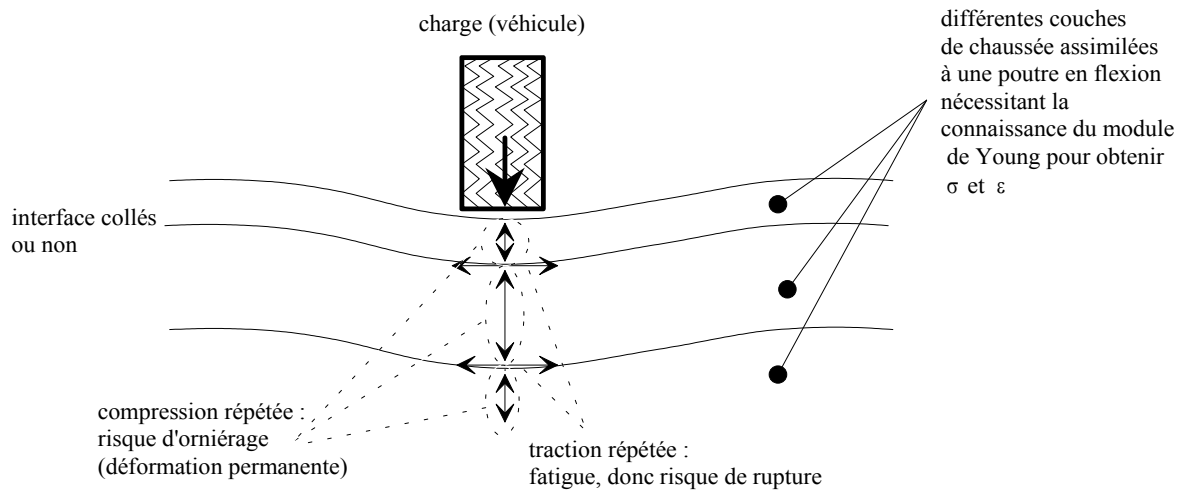 charge (véhicule)
différentes couches
de chaussée assimilées
à une poutre en flexion
nécessitant la
connaissance du module
de Young pour obtenir
σ et ε
interface collés
ou non
compression répétée :
risque d'orniérage
(déformation permanente)
traction répétée :
fatigue, donc risque de rupture